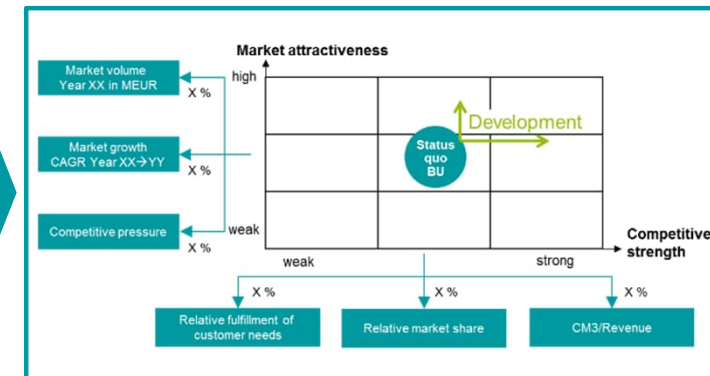 Market attractiveness
Market volume
Year XX in MEUR
X %
high
Market growth
CAGR Year XX→YY
X %
Development
Status
quo
BU
Competitive pressure
X %
weak
Competitive
strength
weak
strong
X %
X %
X %
Relative fulfillment of
customer needs
Relative market share
CM3/Revenue